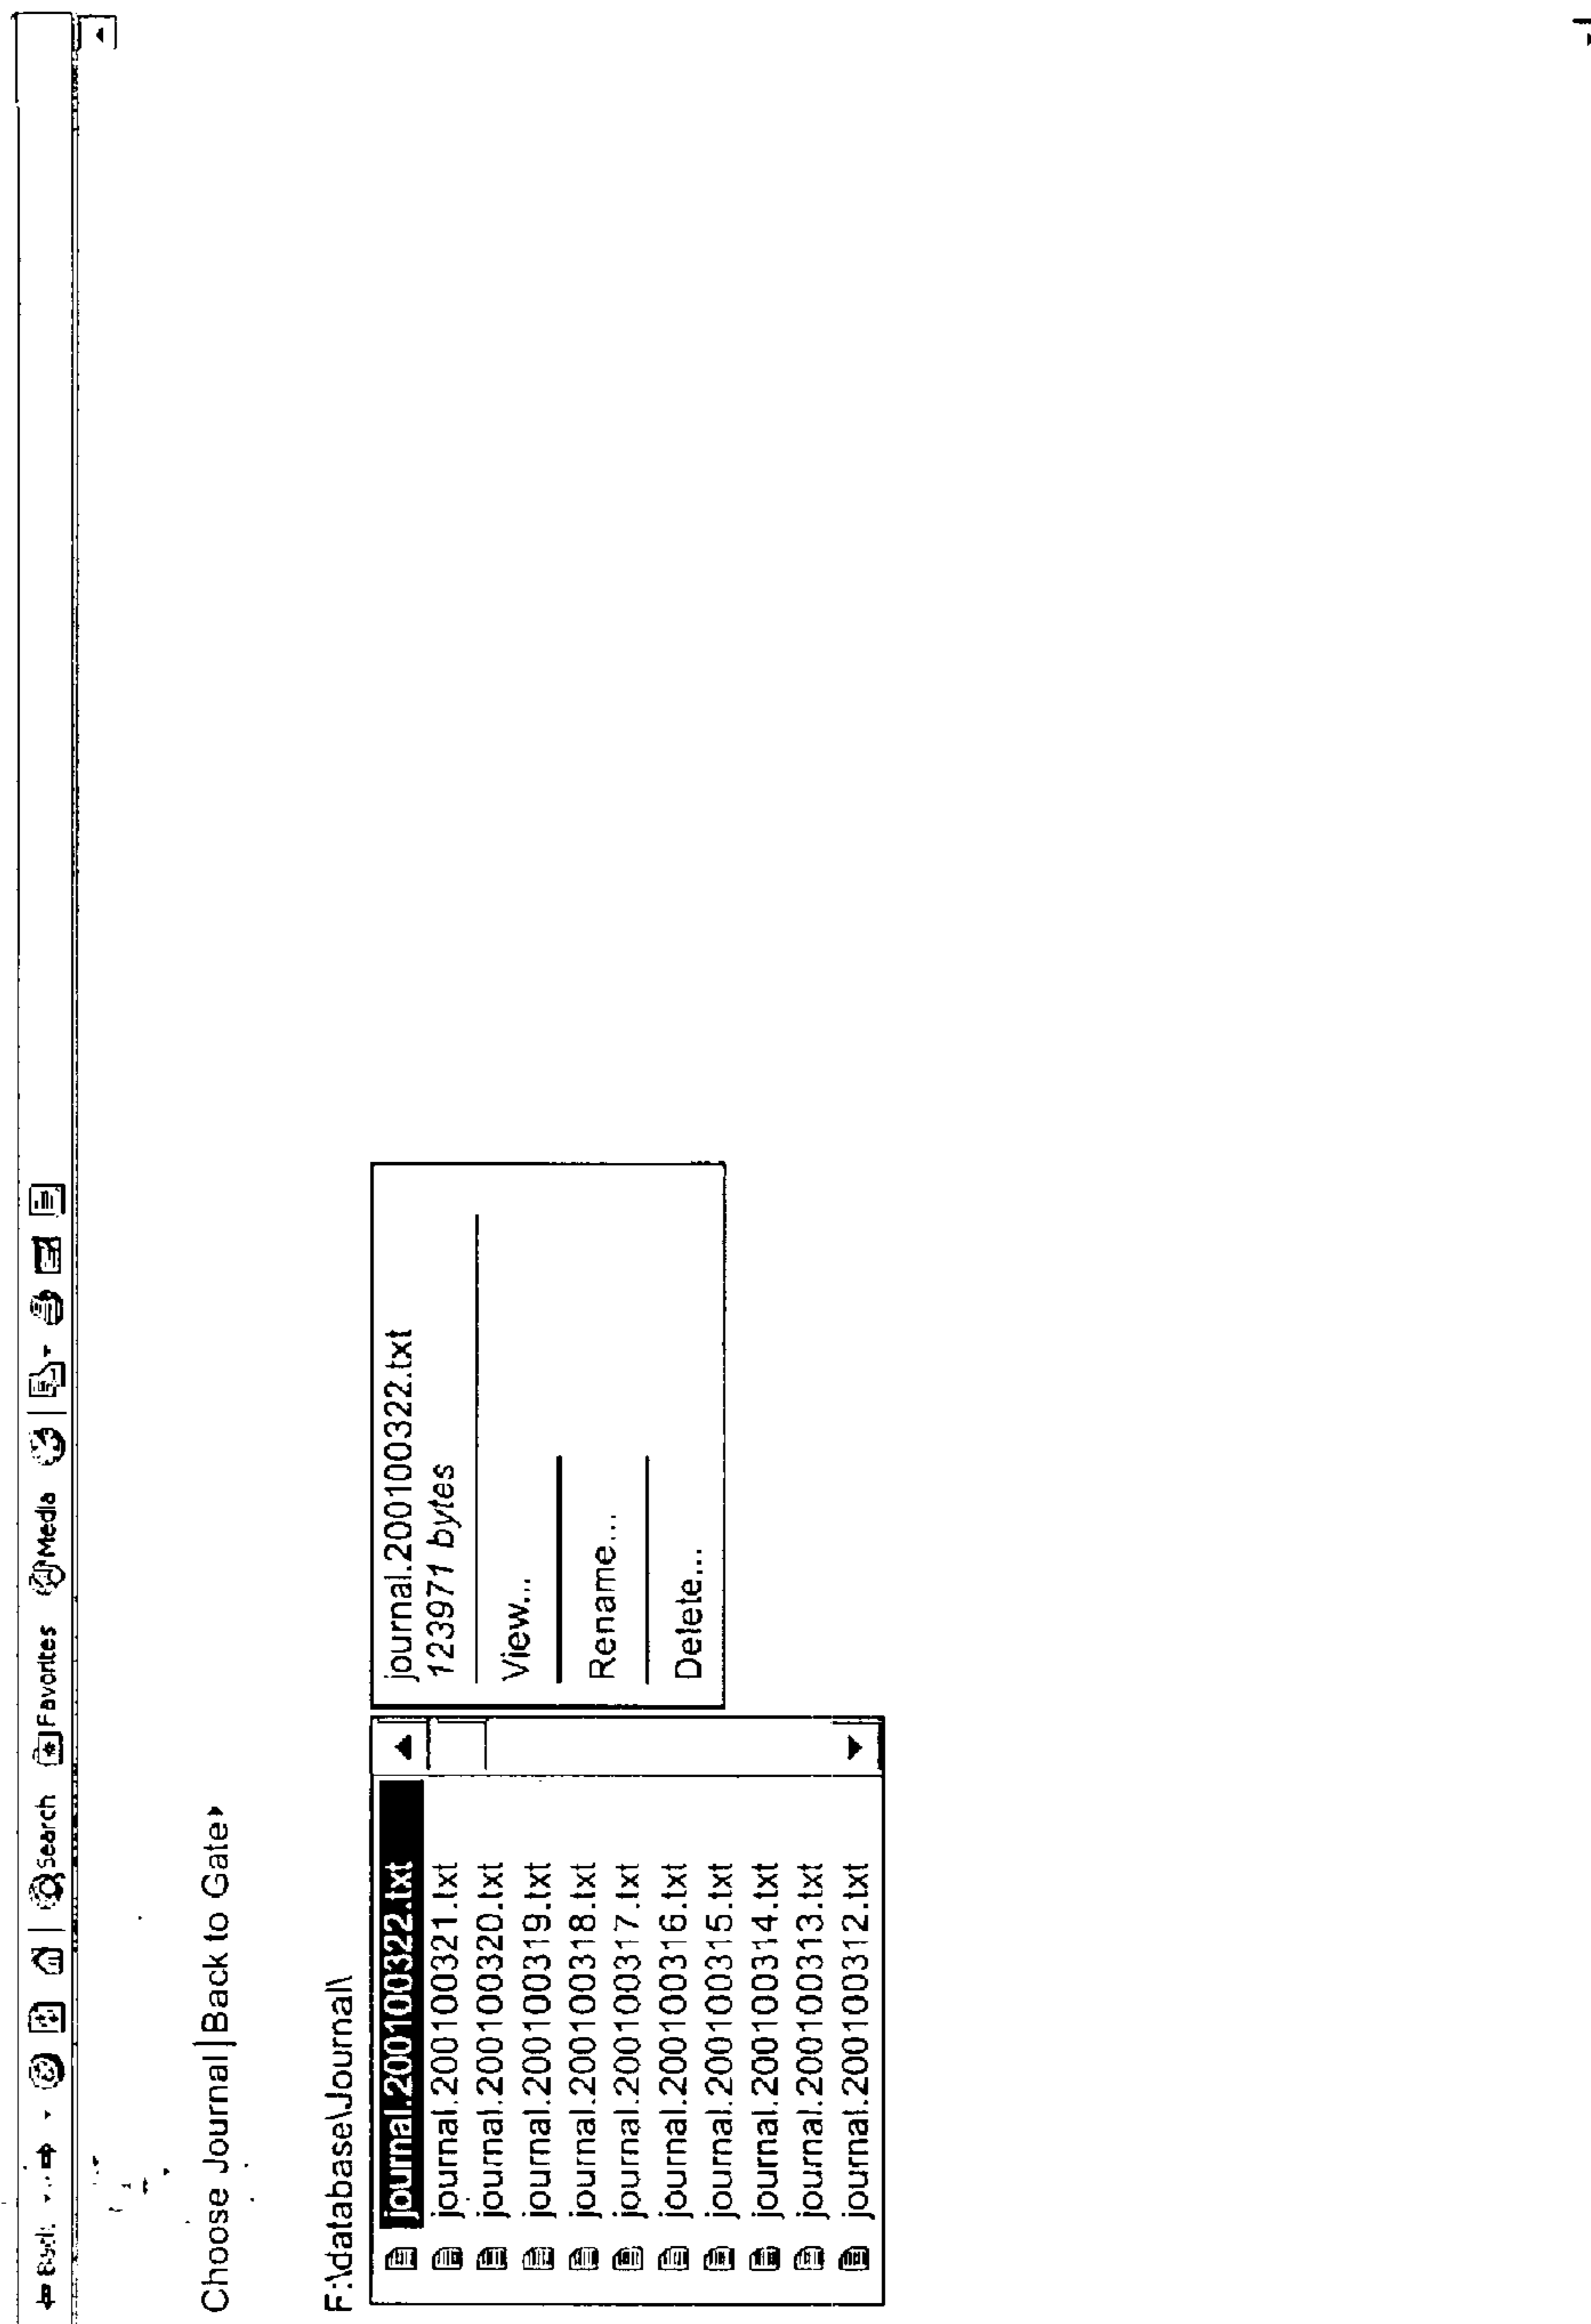 Back Search Favorites Media
Choose Journal|Back to Gate
F:\database\Journal\
journal.200100322.txt
journal.200100321.txt
journal.200100320.txt
journal.200100319.txt
journal.200100318.txt
journal.200100317.txt
journal.200100316.txt
journal.200100315.txt
journal.200100314.txt
journal.200100313.txt
journal.200100312.txt
journal.200100322.txt
123971 bytes
View...
Rename...
Delete...